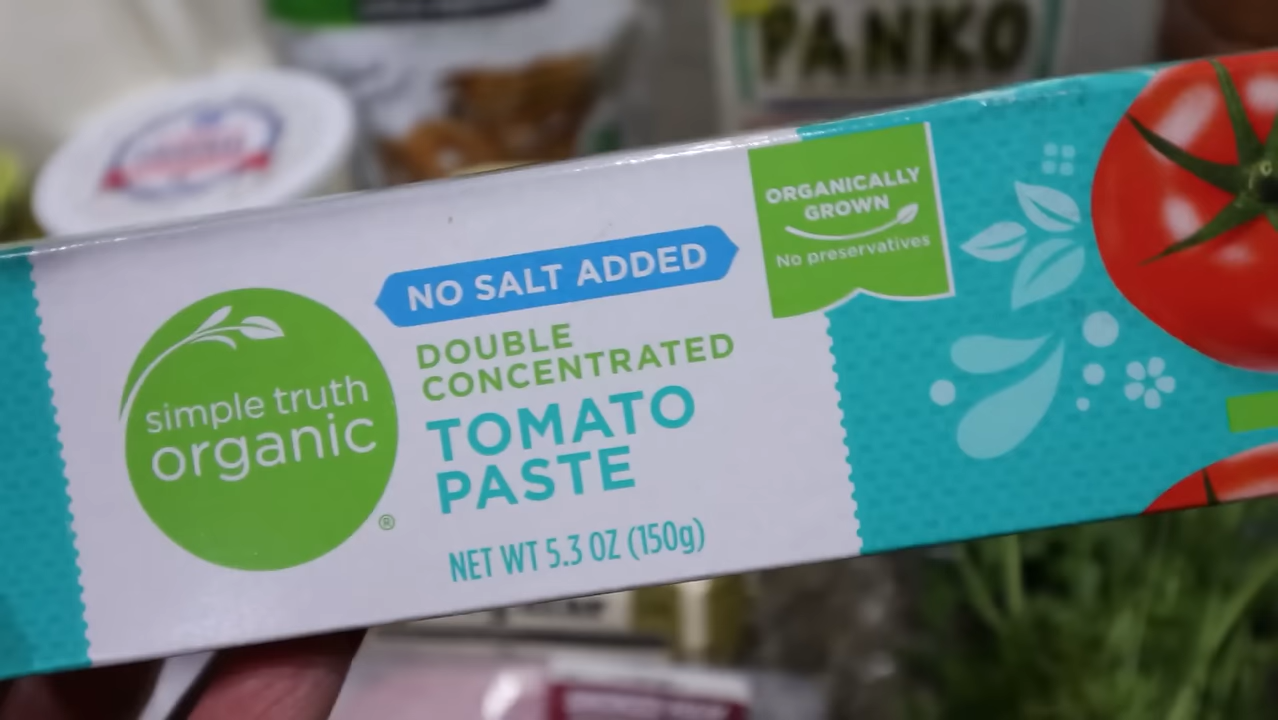 PANKO
ORGANICALLY
GROWN
No preservatives
NO SALT ADDED
DOUBLE
CONCENTRATED
TOMATO
PASTE
simple truth
organic
®
NET WT 5.3 OZ (150g)